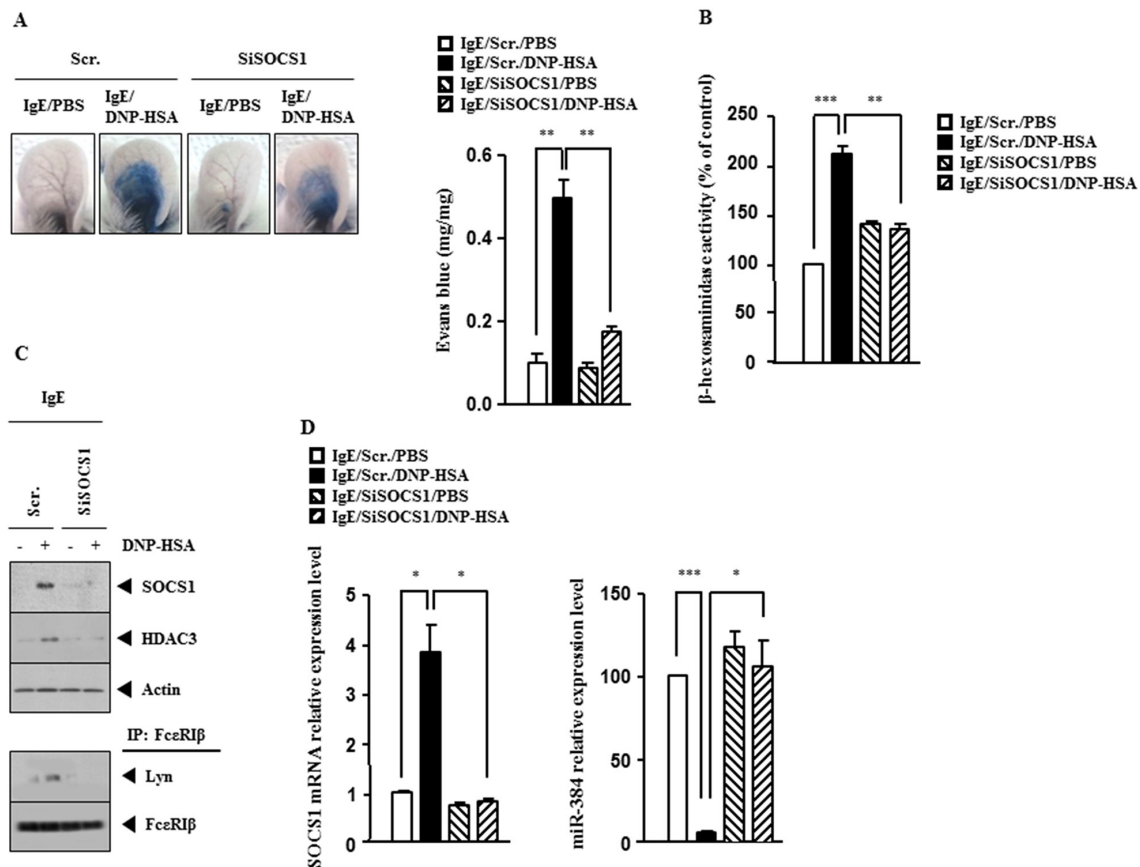 A
Scr.
SiSOCS1
IgE/PBS
IgE/
DNP-HSA
IgE/PBS
IgE/
DNP-HSA
IgE/Scr./PBS
IgE/Scr./DNP-HSA
IgE/SiSOCS1/PBS
IgE/SiSOCS1/DNP-HSA
**
**
Evans blue (mg/mg)
0.6
0.4
0.2
0.0
B
β-hexosaminidase activity (% of control)
250
200
150
100
50
0
***
**
IgE/Scr./PBS
IgE/Scr./DNP-HSA
IgE/SiSOCS1/PBS
IgE/SiSOCS1/DNP-HSA
C
IgE
Scr.
SiSOCS1
- + - + DNP-HSA
SOCS1
HDAC3
Actin
IP: FcεRIβ
Lyn
FcεRIβ
D
IgE/Scr./PBS
IgE/Scr./DNP-HSA
IgE/SiSOCS1/PBS
IgE/SiSOCS1/DNP-HSA
SOCS1 mRNA relative expression level
5
4
3
2
1
0
*
*
miR-384 relative expression level
150
100
50
0
***
*